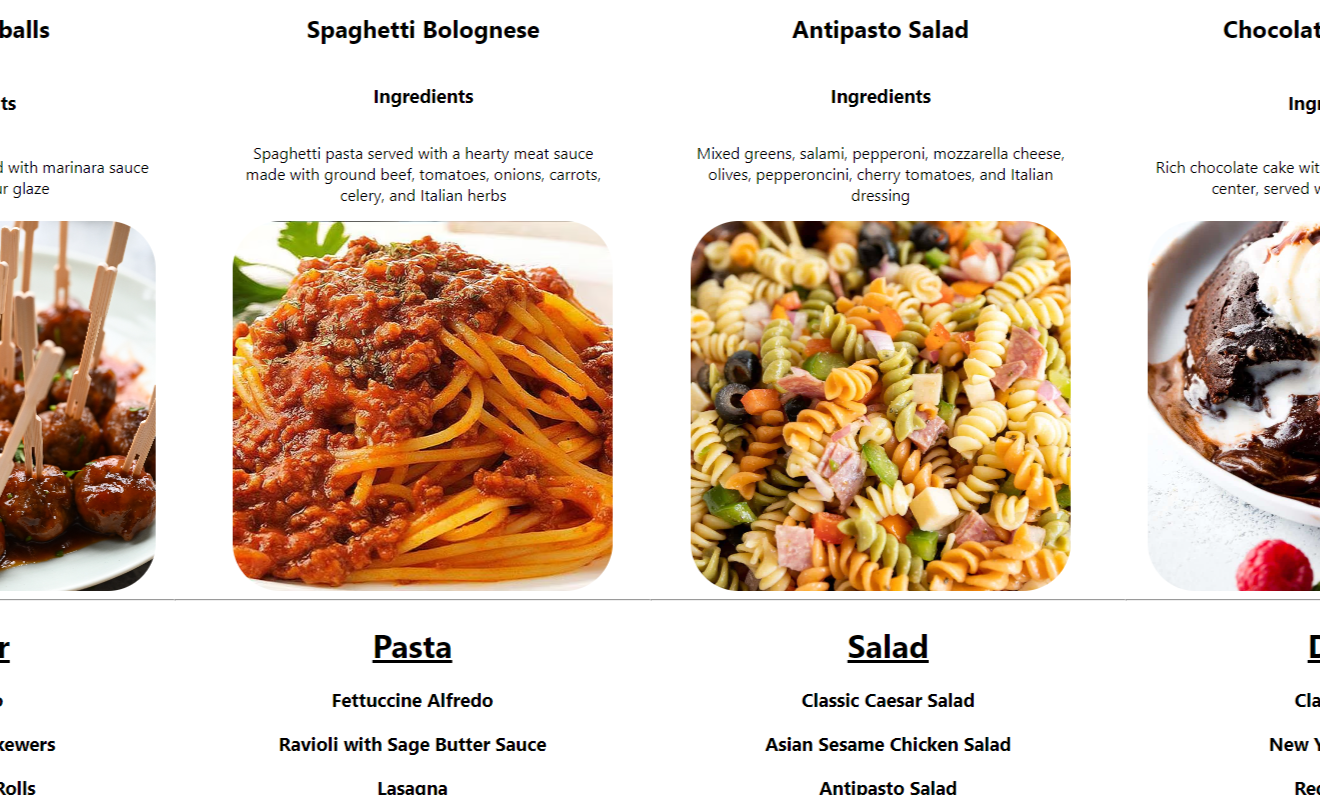 balls
Spaghetti Bolognese
Antipasto Salad
Chocolat
ts
Ingredients
Ingredients
Ingr
d with marinara sauce
ur glaze
Spaghetti pasta served with a hearty meat sauce
made with ground beef, tomatoes, onions, carrots,
celery, and Italian herbs
Mixed greens, salami, pepperoni, mozzarella cheese,
olives, pepperoncini, cherry tomatoes, and Italian
dressing
Rich chocolate cake wit
center, served w
r
Pasta
Salad
D
Fettuccine Alfredo
Classic Caesar Salad
Cla
kewers
Ravioli with Sage Butter Sauce
Asian Sesame Chicken Salad
New Y
Rolls
Lasagna
Antipasto Salad
Re